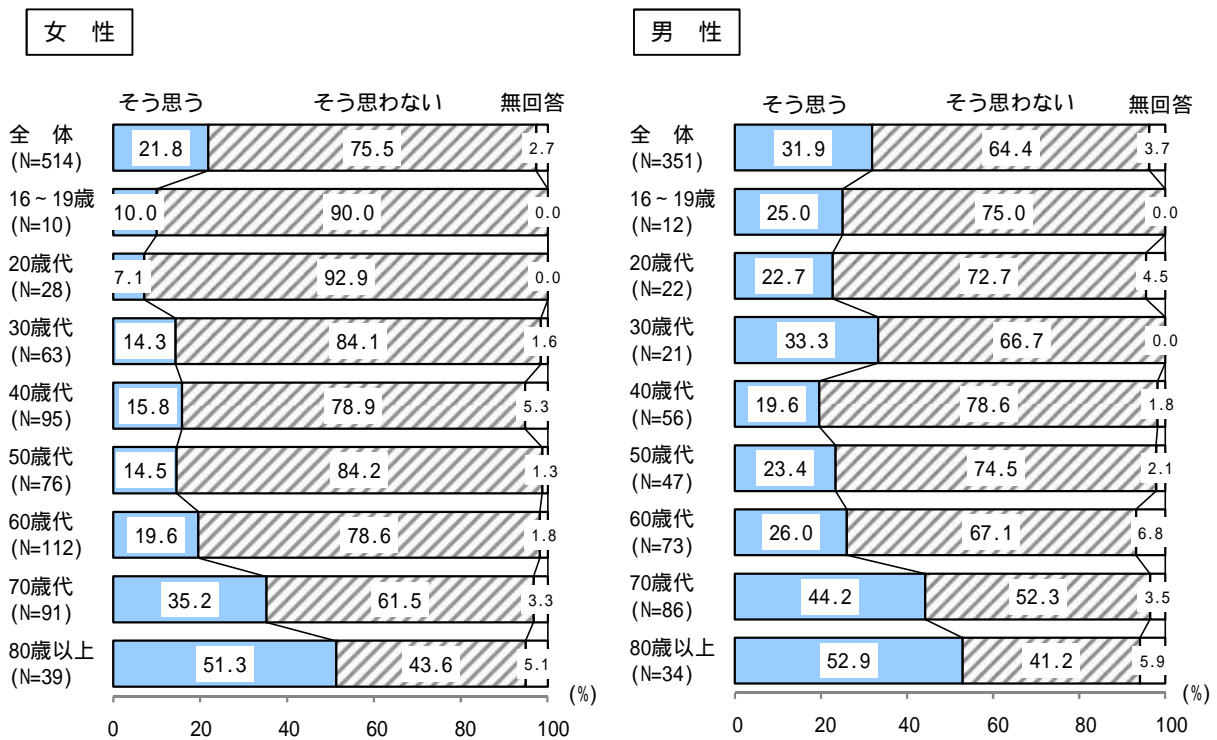 女 性
そう思う そう思わない 無回答
全 体
(N=514)
21.8 75.5 2.7
16~19歳
(N=10)
10.0 90.0 0.0
20歳代
(N=28)
7.1 92.9 0.0
30歳代
(N=63)
14.3 84.1 1.6
40歳代
(N=95)
15.8 78.9 5.3
50歳代
(N=76)
14.5 84.2 1.3
60歳代
(N=112)
19.6 78.6 1.8
70歳代
(N=91)
35.2 61.5 3.3
80歳以上
(N=39)
51.3 43.6 5.1
(%)
0 20 40 60 80 100
男 性
そう思う そう思わない 無回答
全 体
(N=351)
31.9 64.4 3.7
16~19歳
(N=12)
25.0 75.0 0.0
20歳代
(N=22)
22.7 72.7 4.5
30歳代
(N=21)
33.3 66.7 0.0
40歳代
(N=56)
19.6 78.6 1.8
50歳代
(N=47)
23.4 74.5 2.1
60歳代
(N=73)
26.0 67.1 6.8
70歳代
(N=86)
44.2 52.3 3.5
80歳以上
(N=34)
52.9 41.2 5.9
(%)
0 20 40 60 80 100